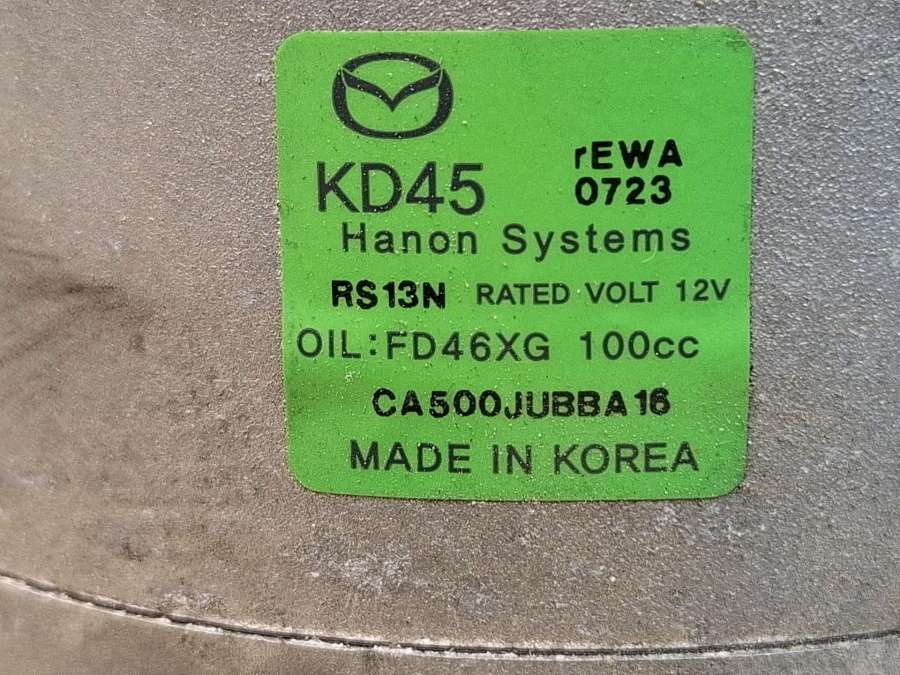 KD45 rEWA
0723
Hanon Systems
RS13N RATED VOLT 12V
OIL:FD46XG 100cc
CA500JUBBA16
MADE IN KOREA